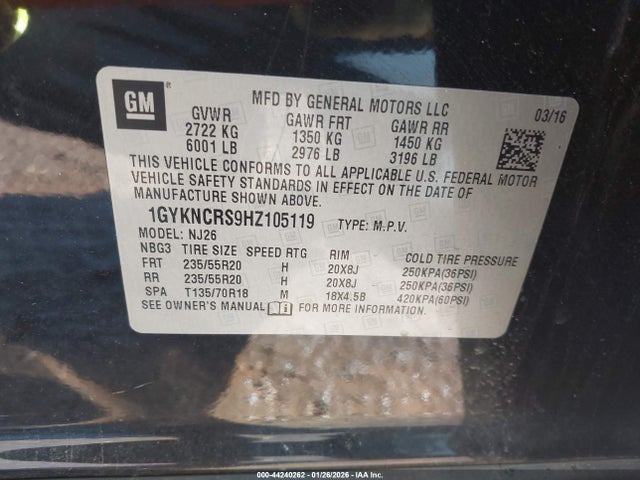 GM ®
MFD BY GENERAL MOTORS LLC 03/16
GVWR GAWR FRT GAWR RR
2722 KG 1350 KG 1450 KG
6001 LB 2976 LB 3196 LB
THIS VEHICLE CONFORMS TO ALL APPLICABLE U.S. FEDERAL MOTOR
VEHICLE SAFETY STANDARDS IN EFFECT ON THE DATE OF
MANUFACTURE SHOWN ABOVE.
1GYKNCRS9HZ105119 TYPE: M.P.V.
MODEL: NJ26
NBG3 TIRE SIZE SPEED RTG RIM COLD TIRE PRESSURE
FRT 235/55R20 H 20X8J 250KPA(36PSI)
RR 235/55R20 H 20X8J 250KPA(36PSI)
SPA T135/70R18 M 18X4.5B 420KPA(60PSI)
SEE OWNER'S MANUAL FOR MORE INFORMATION.
000-44240262 - 01/26/2026 - IAA Inc.